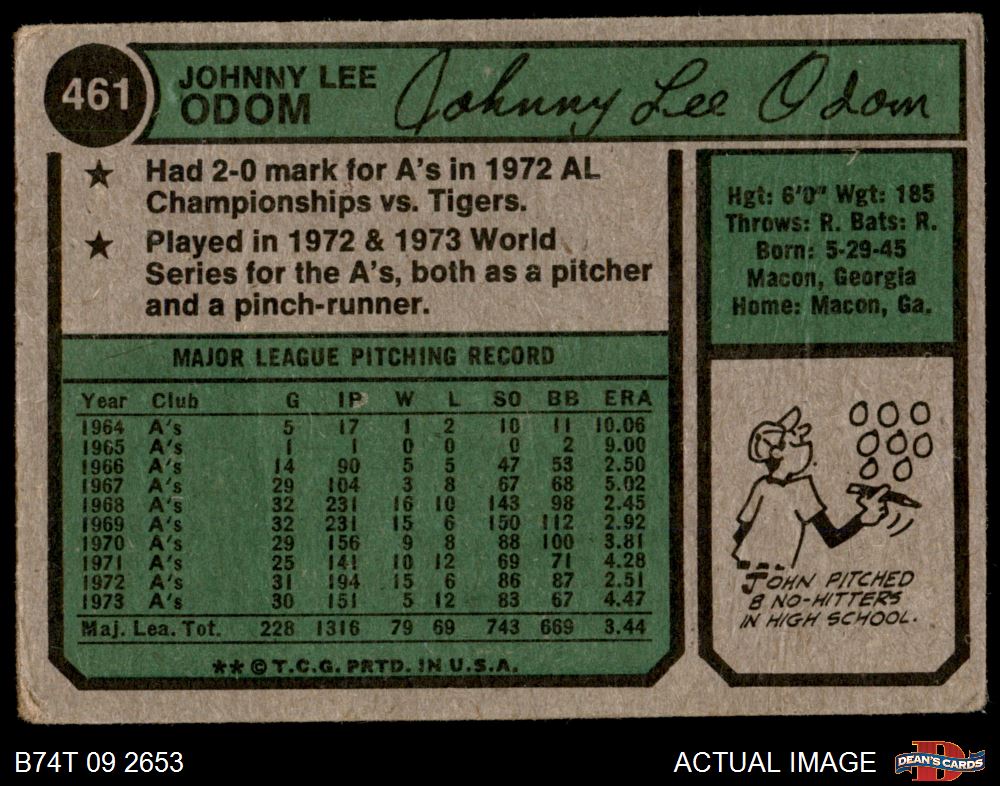 461
JOHNNY LEE
ODOM
Johnny Lee Odom
★ Had 2-0 mark for A's in 1972 AL
Championships vs. Tigers.
★ Played in 1972 & 1973 World
Series for the A's, both as a pitcher
and a pinch-runner.
Hgt: 6'0" Wgt: 185
Throws: R. Bats: R.
Born: 5-29-45
Macon, Georgia
Home: Macon, Ga.
MAJOR LEAGUE PITCHING RECORD
Year Club G IP W L SO BB ERA
1964 A's 5 17 1 2 10 11 10.06
1965 A's 1 1 0 0 0 2 9.00
1966 A's 14 90 5 5 47 53 2.50
1967 A's 29 104 3 8 67 68 5.02
1968 A's 32 231 16 10 143 98 2.45
1969 A's 32 231 15 6 150 112 2.92
1970 A's 29 156 9 8 88 100 3.81
1971 A's 25 141 10 12 69 71 4.28
1972 A's 31 194 15 6 86 87 2.51
1973 A's 30 151 5 12 83 67 4.47
Maj. Lea. Tot. 228 1316 79 69 743 669 3.44
** © T.C.G. PRTD. IN U.S.A.
JOHN PITCHED
8 NO-HITTERS
IN HIGH SCHOOL.
B74T 09 2653
ACTUAL IMAGE
D
DEAN'S CARDS